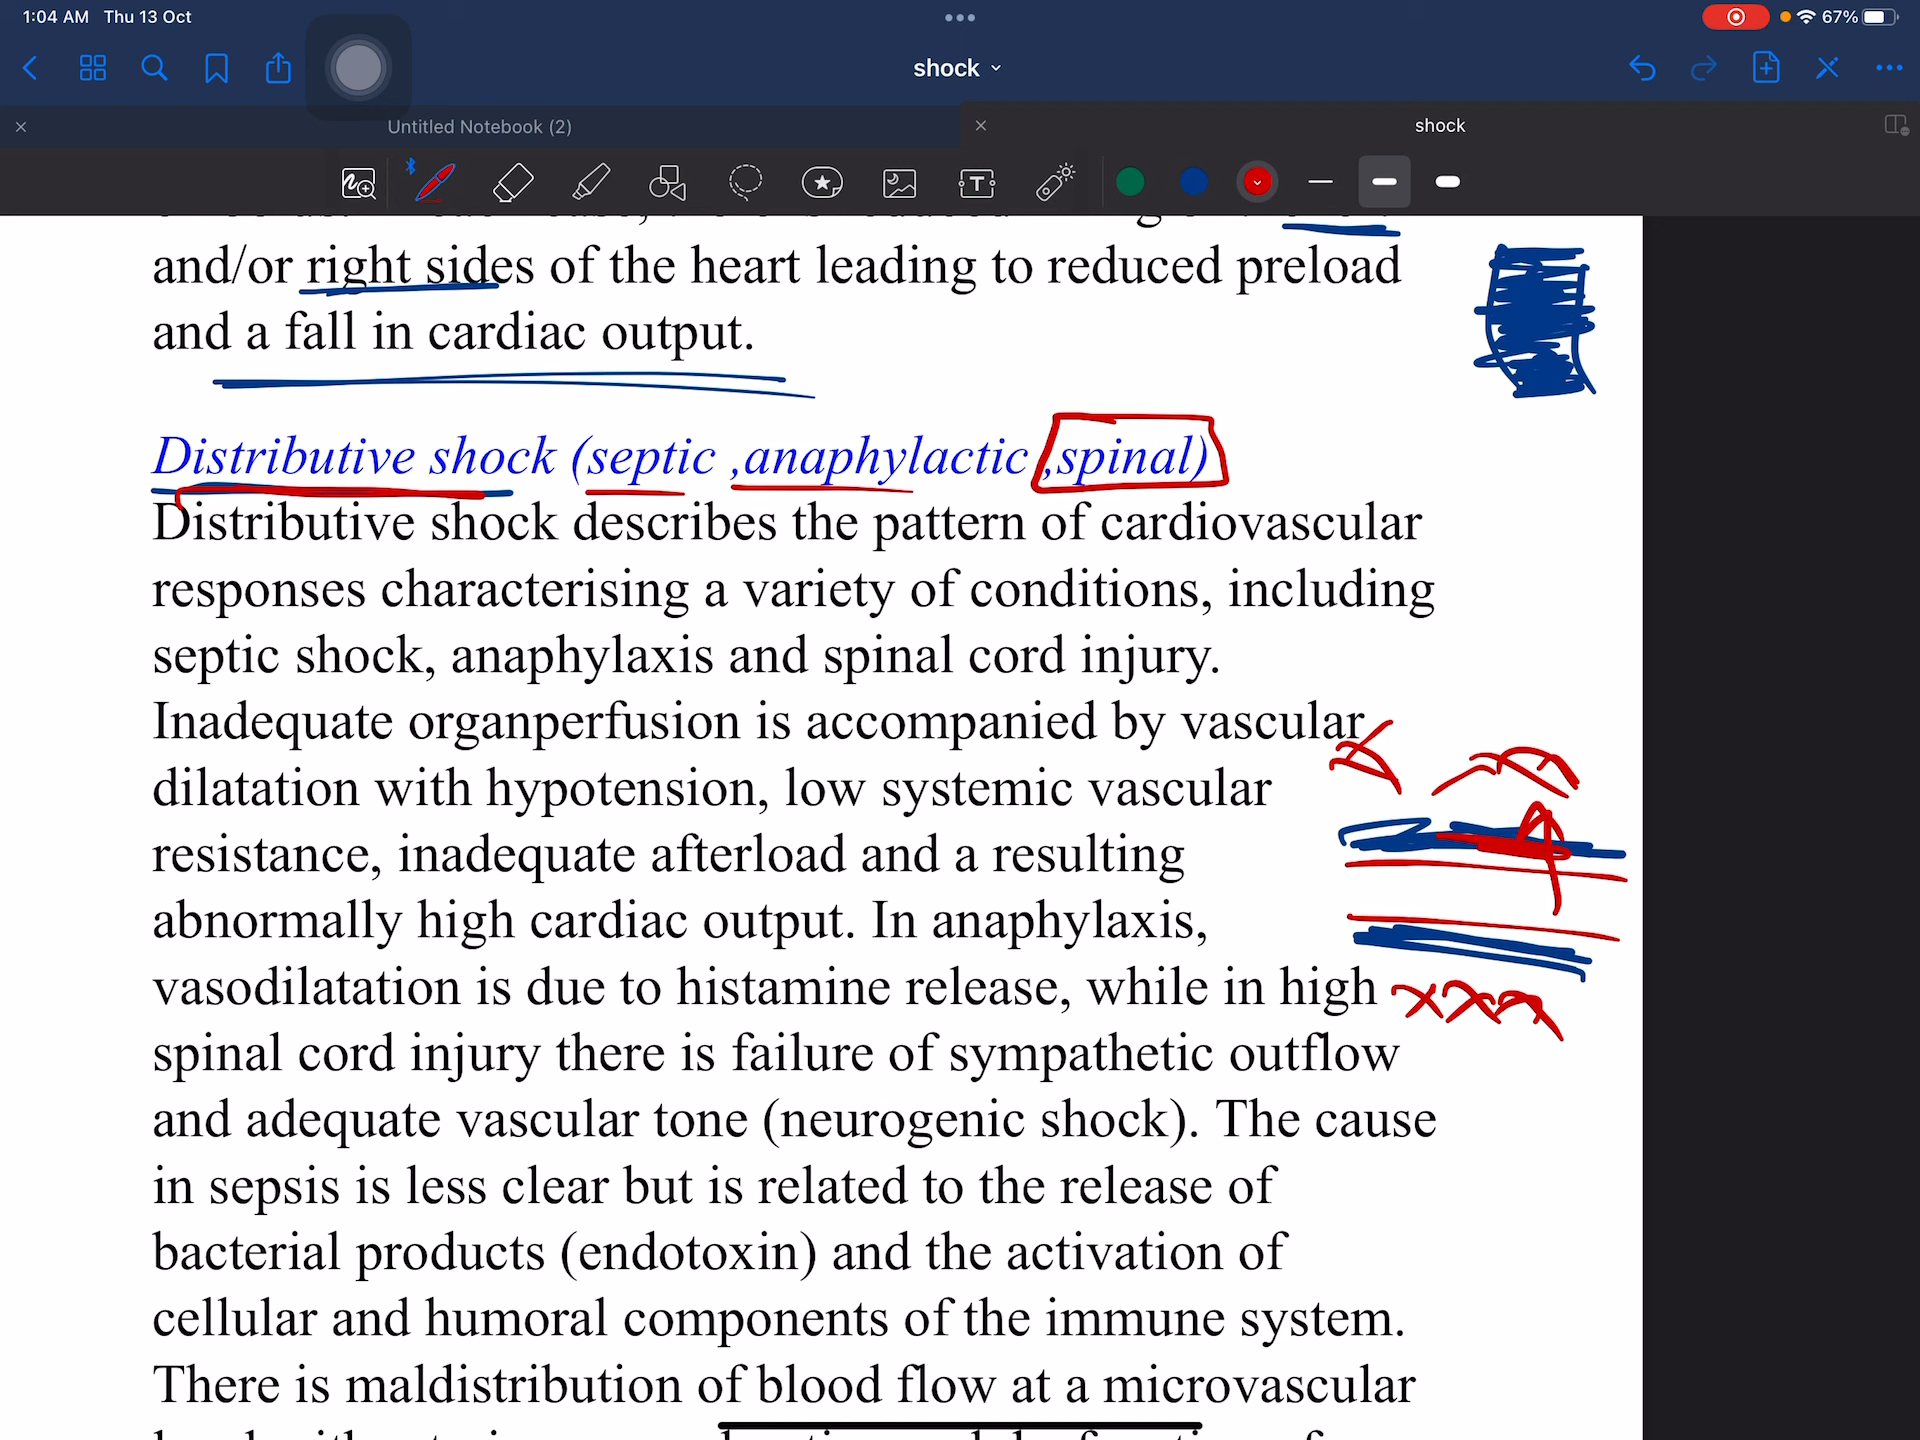 1:04 AM Thu 13 Oct
67%
shock
Untitled Notebook (2)
shock
and/or right sides of the heart leading to reduced preload
and a fall in cardiac output.
Distributive shock (septic ,anaphylactic ,spinal)
Distributive shock describes the pattern of cardiovascular
responses characterising a variety of conditions, including
septic shock, anaphylaxis and spinal cord injury.
Inadequate organperfusion is accompanied by vascular
dilatation with hypotension, low systemic vascular
resistance, inadequate afterload and a resulting
abnormally high cardiac output. In anaphylaxis,
vasodilatation is due to histamine release, while in high
spinal cord injury there is failure of sympathetic outflow
and adequate vascular tone (neurogenic shock). The cause
in sepsis is less clear but is related to the release of
bacterial products (endotoxin) and the activation of
cellular and humoral components of the immune system.
There is maldistribution of blood flow at a microvascular